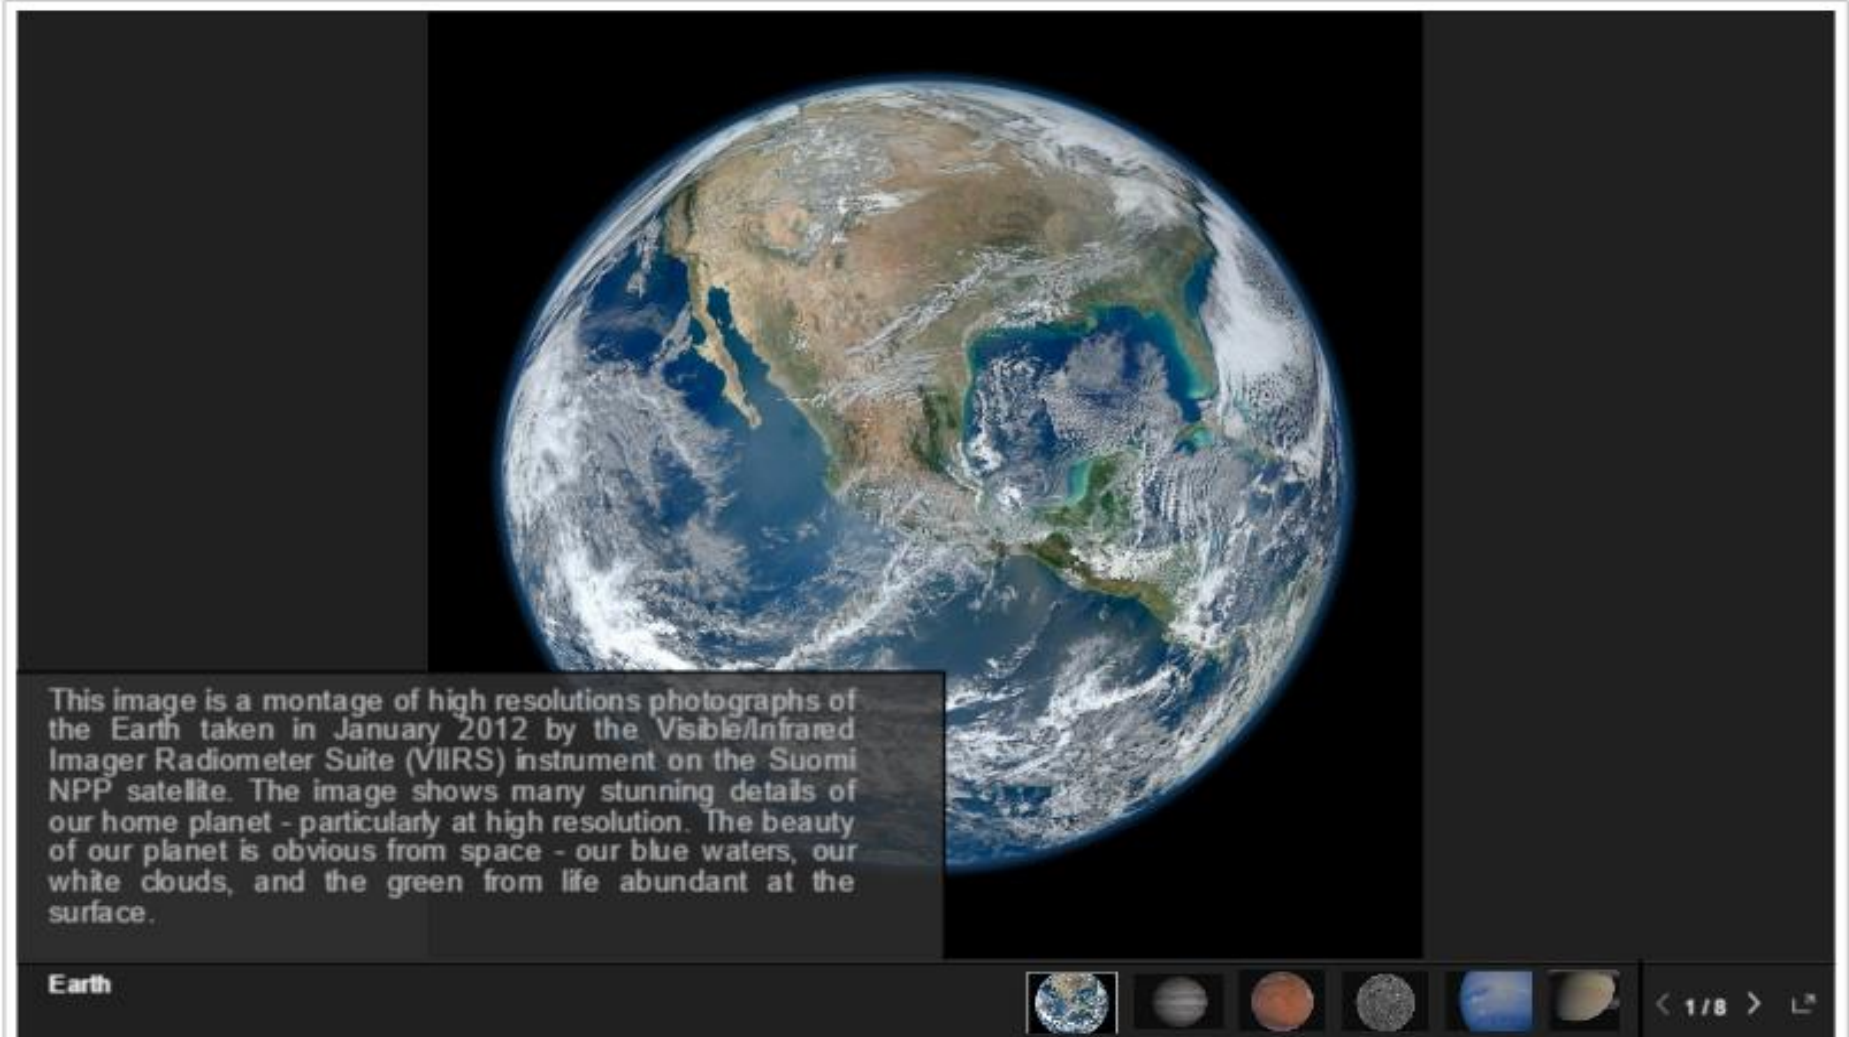 This image is a montage of high resolutions photographs of
the Earth taken in January 2012 by the Visible/Infrared
Imager Radiometer Suite (VIIRS) instrument on the Suomi
NPP satellite. The image shows many stunning details of
our home planet - particularly at high resolution. The beauty
of our planet is obvious from space - our blue waters, our
white clouds, and the green from life abundant at the
surface.
Earth
1 / 8